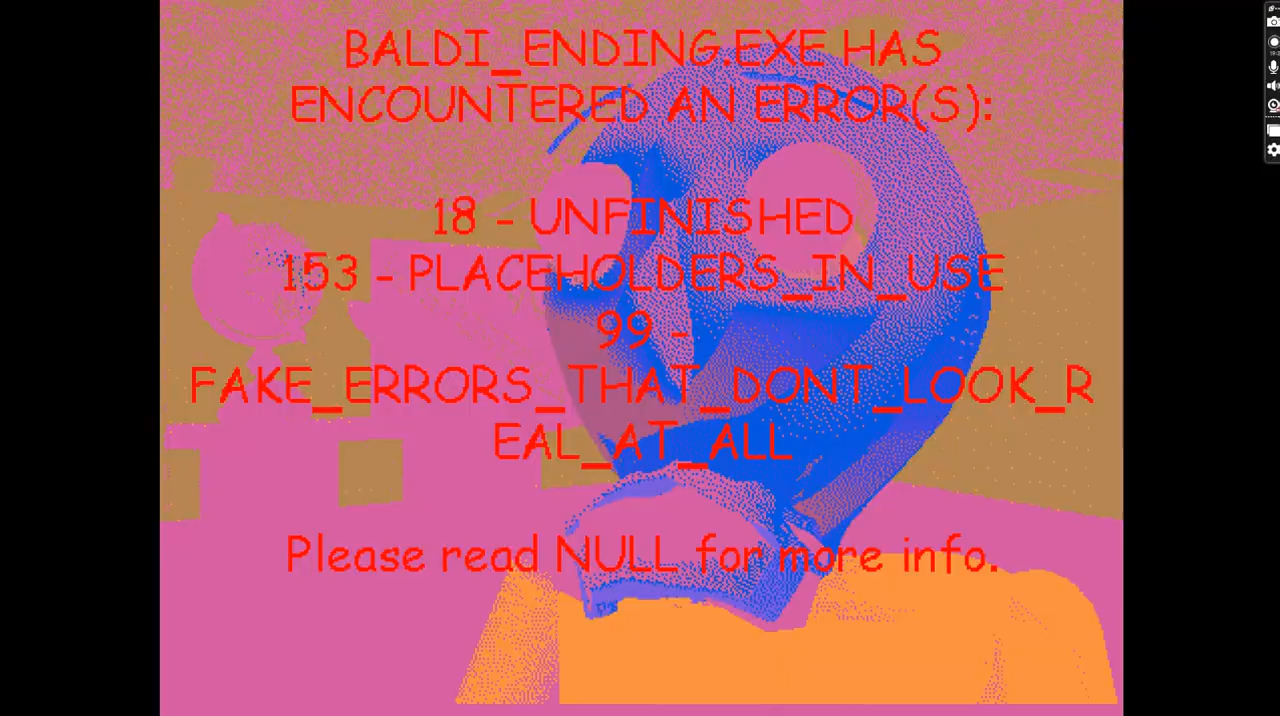 BALDI_ENDING.EXE HAS
ENCOUNTERED AN ERROR(S):
18 - UNFINISHED
153 - PLACEHOLDERS_IN_USE
99 -
FAKE_ERRORS_THAT_DONT_LOOK_R
EAL_AT_ALL
Please read NULL for more info.